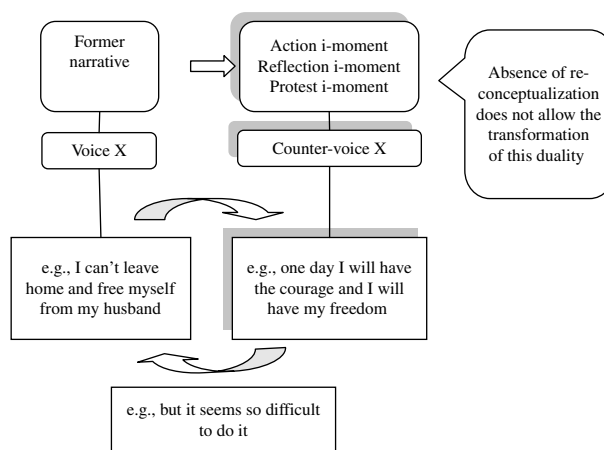 Former
narrative
Action i-moment
Reflection i-moment
Protest i-moment
Absence of re-
conceptualization
does not allow the
transformation
of this duality
Voice X
Counter-voice X
e.g., I can't leave
home and free myself
from my husband
e.g., one day I will have
the courage and I will
have my freedom
e.g., but it seems so difficult
to do it